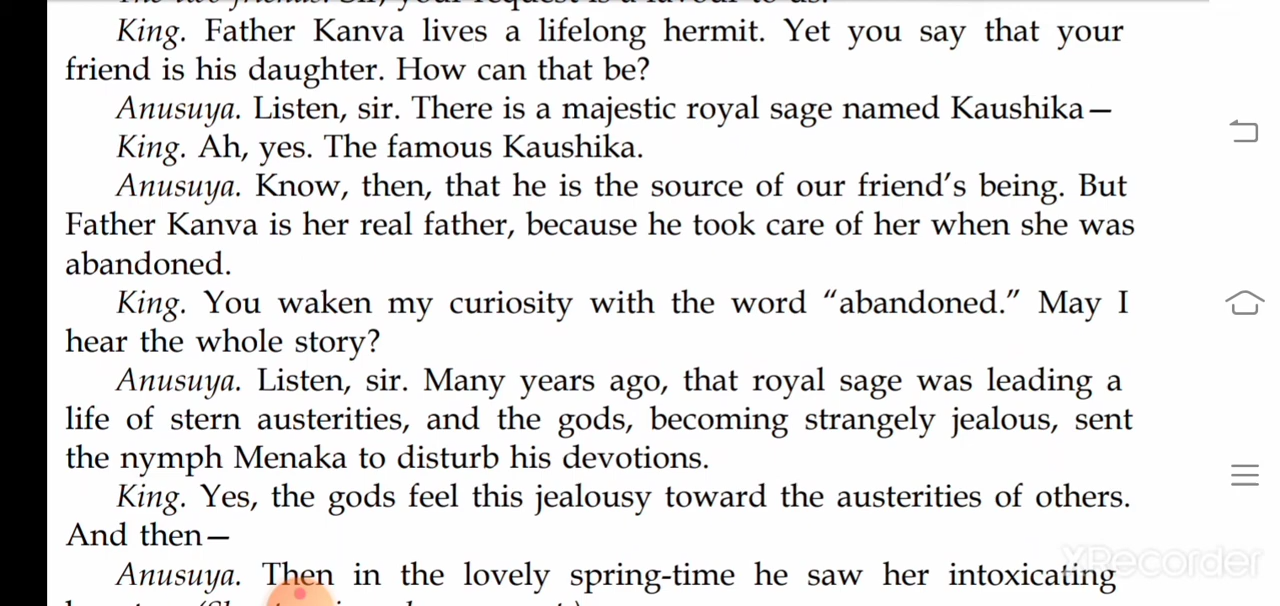 King. Father Kanva lives a lifelong hermit. Yet you say that your
friend is his daughter. How can that be?
Anusuya. Listen, sir. There is a majestic royal sage named Kaushika—
King. Ah, yes. The famous Kaushika.
Anusuya. Know, then, that he is the source of our friend's being. But
Father Kanva is her real father, because he took care of her when she was
abandoned.
King. You waken my curiosity with the word “abandoned.” May I
hear the whole story?
Anusuya. Listen, sir. Many years ago, that royal sage was leading a
life of stern austerities, and the gods, becoming strangely jealous, sent
the nymph Menaka to disturb his devotions.
King. Yes, the gods feel this jealousy toward the austerities of others.
And then—
Anusuya. Then in the lovely spring-time he saw her intoxicating
XRecorder